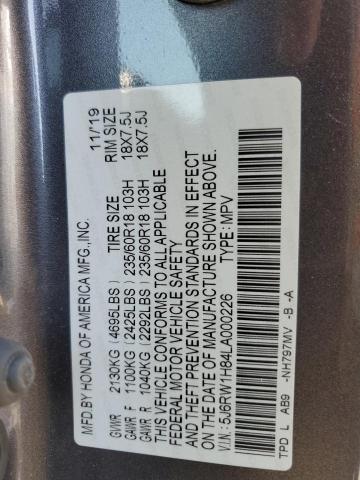 MFD.BY HONDA OF AMERICA MFG.,INC. 11/19
GVWR 2130KG (4695LBS) TIRE SIZE RIM SIZE
GAWR F 1100KG (2425LBS) 235/60R18 103H 18X7.5J
GAWR R 1040KG (2292LBS) 235/60R18 103H 18X7.5J
THIS VEHICLE CONFORMS TO ALL APPLICABLE
FEDERAL MOTOR VEHICLE SAFETY
AND THEFT PREVENTION STANDARDS IN EFFECT
ON THE DATE OF MANUFACTURE SHOWN ABOVE.
V.I.N.: 5J6RW1H84LA000226 TYPE: MPV
TPD L AB9 -NH797MV -B -A